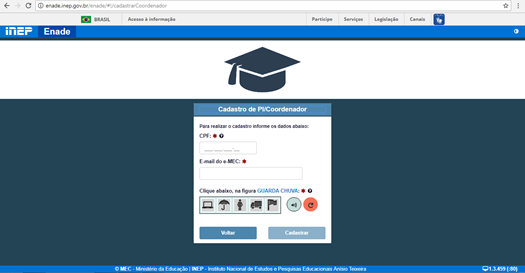 enade.inep.gov.br/enade/#!/cadastrarCoordenador
BRASIL Acesso à informação Participe Serviços Legislação Canais
INEP Enade
Cadastro de PI/Coordenador
Para realizar o cadastro informe os dados abaixo:
CPF: * ?
___.___.___-__
E-mail do e-MEC: *
Clique abaixo, na figura GUARDA CHUVA: * ?
Voltar Cadastrar
© MEC - Ministério da Educação | INEP - Instituto Nacional de Estudos e Pesquisas Educacionais Anísio Teixeira 1.3.459 (:80)